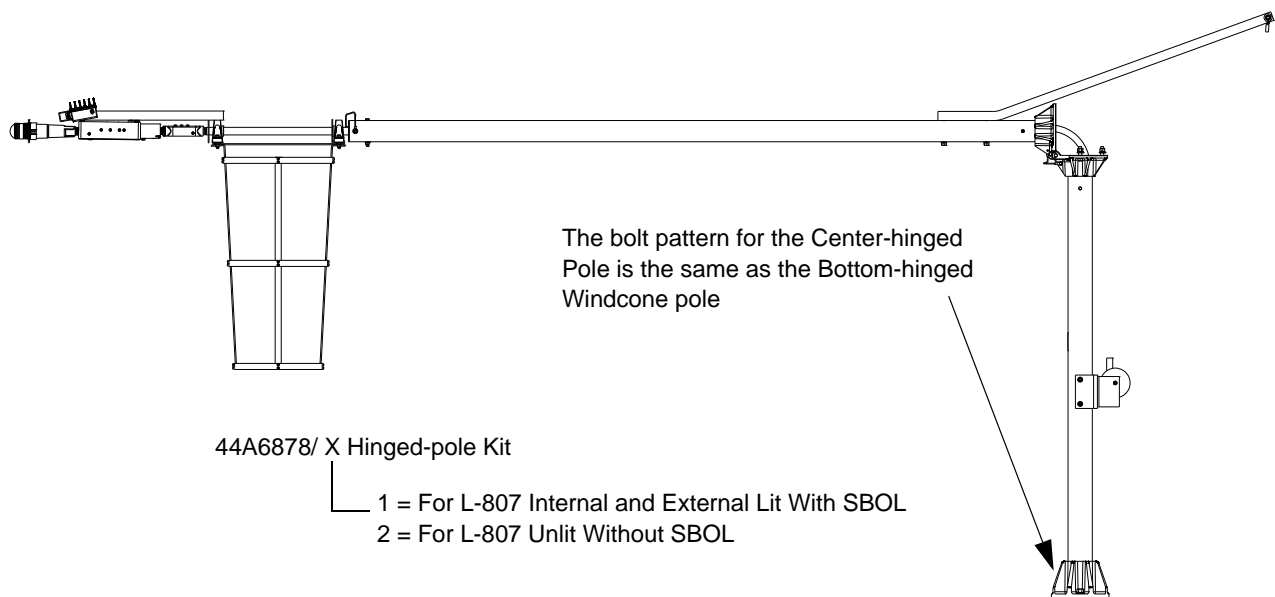 The bolt pattern for the Center-hinged
Pole is the same as the Bottom-hinged
Windcone pole
44A6878/ X Hinged-pole Kit
1 = For L-807 Internal and External Lit With SBOL
2 = For L-807 Unlit Without SBOL